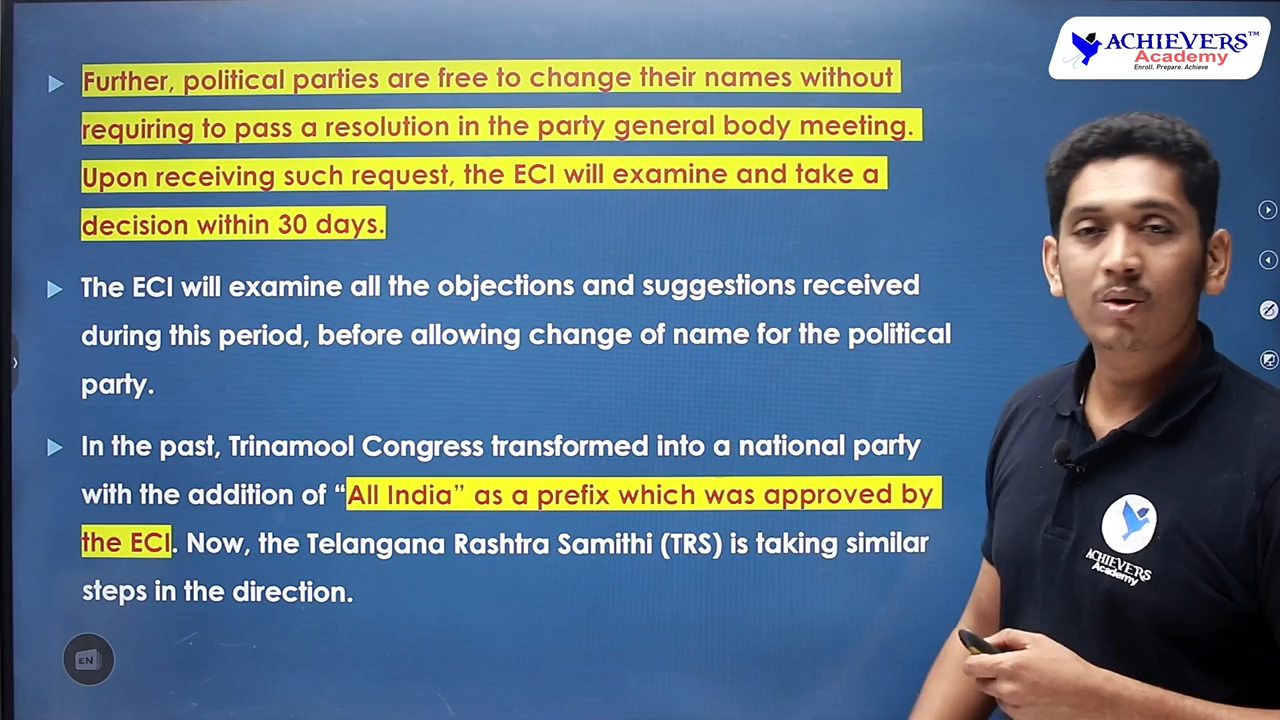 ACHIEVERS™
Academy
Enroll. Prepare. Achieve
Further, political parties are free to change their names without
requiring to pass a resolution in the party general body meeting.
Upon receiving such request, the ECI will examine and take a
decision within 30 days.
The ECI will examine all the objections and suggestions received
during this period, before allowing change of name for the political
party.
In the past, Trinamool Congress transformed into a national party
with the addition of “All India” as a prefix which was approved by
the ECI. Now, the Telangana Rashtra Samithi (TRS) is taking similar
steps in the direction.
EN
ACHIEVERS
Academy